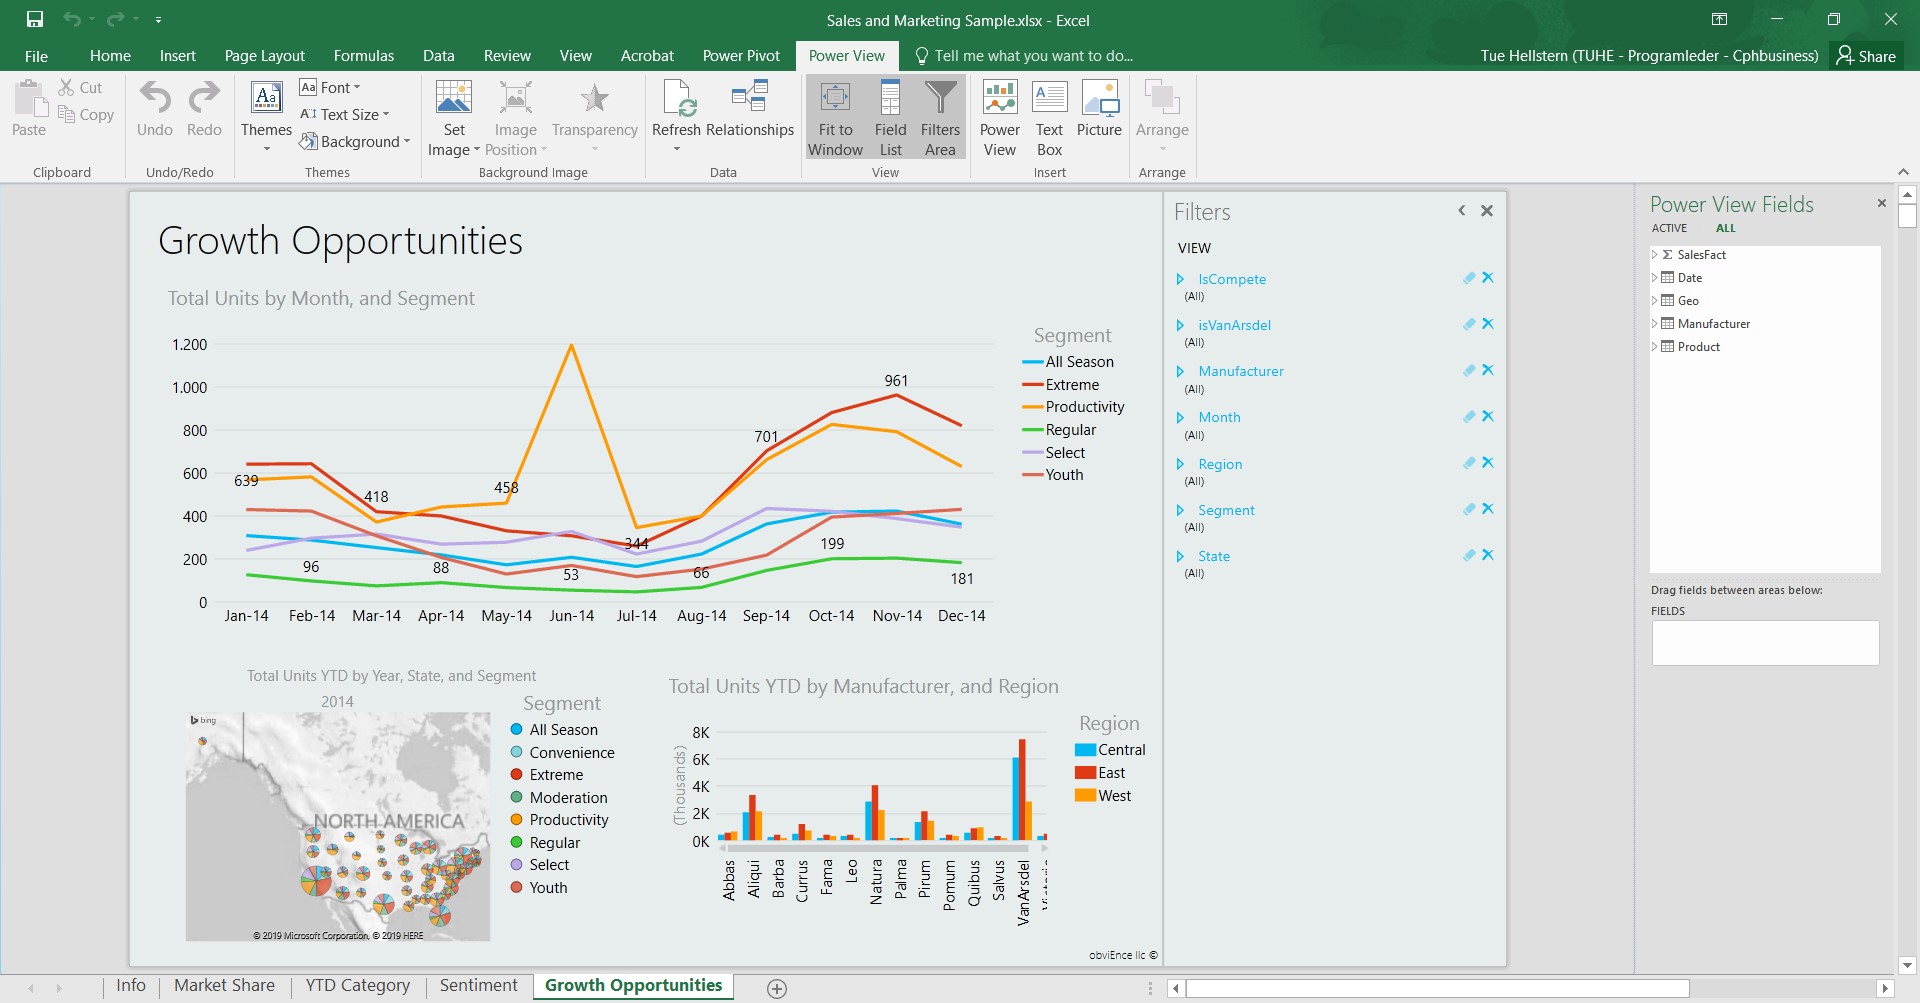 Sales and Marketing Sample.xlsx - Excel
File Home Insert Page Layout Formulas Data Review View Acrobat Power Pivot Power View Tell me what you want to do... Tue Hellstern (TUHE - Programleder - Cphbusiness) Share
Paste Cut Copy
Clipboard
Undo Redo
Undo/Redo
Themes Font Text Size Background
Themes
Set Image Image Position Transparency
Background Image
Refresh Relationships
Data
Fit to Window Field List Filters Area
View
Power View Text Box Picture
Insert
Arrange
Arrange
Growth Opportunities
Total Units by Month, and Segment
1.200
1.000
800
600
400
200
0
639
418
458
344
701
961
96
88
53
66
199
181
Jan-14 Feb-14 Mar-14 Apr-14 May-14 Jun-14 Jul-14 Aug-14 Sep-14 Oct-14 Nov-14 Dec-14
Segment
All Season
Extreme
Productivity
Regular
Select
Youth
Total Units YTD by Year, State, and Segment
2014
bing
NORTH AMERICA
© 2019 Microsoft Corporation, © 2019 HERE
Segment
All Season
Convenience
Extreme
Moderation
Productivity
Regular
Select
Youth
Total Units YTD by Manufacturer, and Region
(Thousands)
8K
6K
4K
2K
0K
Abbas Aliqui Barba Currus Fama Leo Natura Palma Pirum Pomum Quibus Salvus VanArsdel
Region
Central
East
West
obviEnce llc ©
Filters
VIEW
IsCompete
(All)
isVanArsdel
(All)
Manufacturer
(All)
Month
(All)
Region
(All)
Segment
(All)
State
(All)
Power View Fields
ACTIVE ALL
SalesFact
Date
Geo
Manufacturer
Product
Drag fields between areas below:
FIELDS
Info Market Share YTD Category Sentiment Growth Opportunities